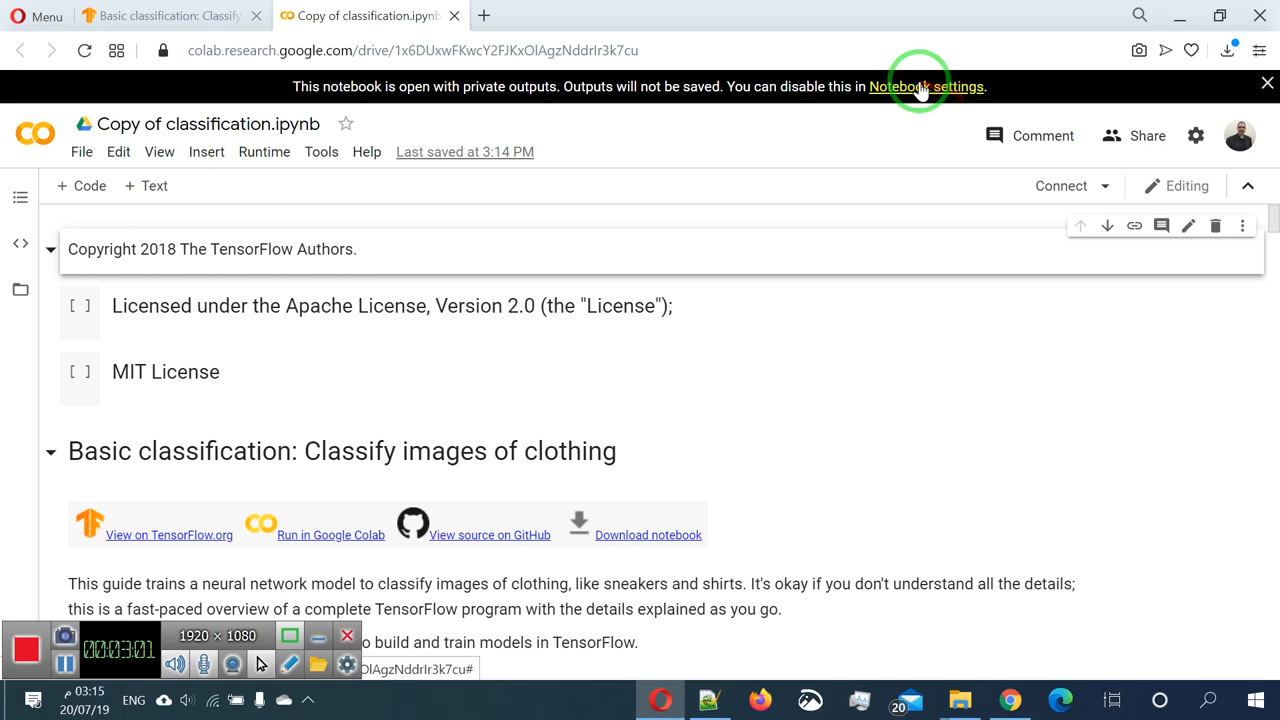 Menu
Basic classification: Classify
Copy of classification.ipynb
colab.research.google.com/drive/1x6DUxwFKwcY2FJKxOlAgzNddrIr3k7cu
This notebook is open with private outputs. Outputs will not be saved. You can disable this in Notebook settings.
Copy of classification.ipynb
Comment
Share
File Edit View Insert Runtime Tools Help Last saved at 3:14 PM
+ Code + Text
Connect
Editing
Copyright 2018 The TensorFlow Authors.
[ ] Licensed under the Apache License, Version 2.0 (the "License");
[ ] MIT License
Basic classification: Classify images of clothing
View on TensorFlow.org Run in Google Colab View source on GitHub Download notebook
This guide trains a neural network model to classify images of clothing, like sneakers and shirts. It's okay if you don't understand all the details;
this is a fast-paced overview of a complete TensorFlow program with the details explained as you go.
o build and train models in TensorFlow.
00:03:01
1920 × 1080
OlAgzNddrIr3k7cu#
ENG
03:15 م
20/07/19
20